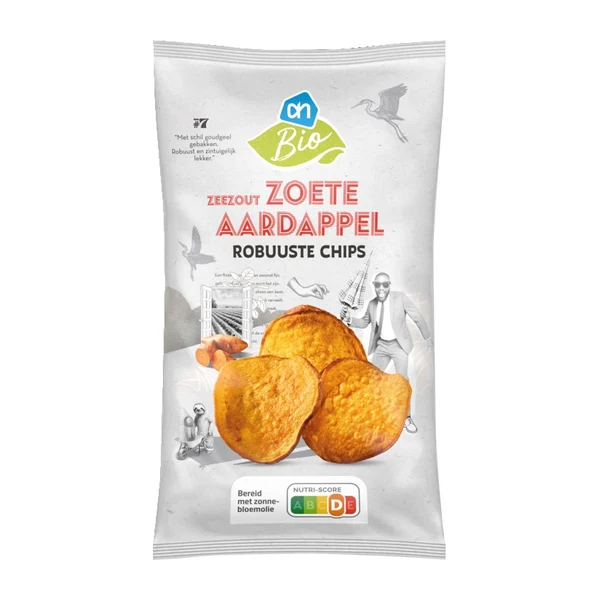 ah
Bio
#7
"Met schil goudgeel
gebakken.
Robuust en zintuigelijk
lekker."
ZEEZOUT ZOETE
AARDAPPEL
ROBUUSTE CHIPS
Bereid
met zonne-
bloemolie
NUTRI-SCORE
A B C D E